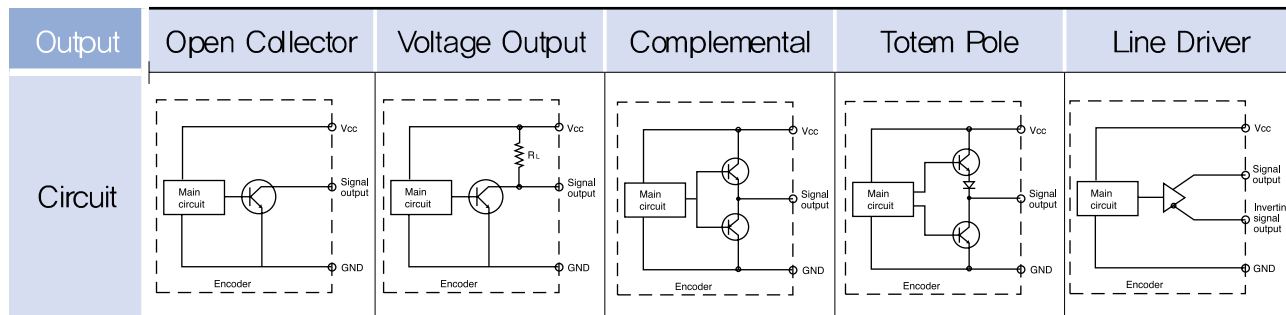 Output
Open Collector
Voltage Output
Complemental
Totem Pole
Line Driver
Circuit
Vcc
Main
circuit
Signal
output
GND
Encoder
Vcc
RL
Main
circuit
Signal
output
GND
Encoder
Vcc
Main
circuit
Signal
output
GND
Encoder
Vcc
Main
circuit
Signal
output
GND
Encoder
Vcc
Main
circuit
Signal
output
Invertin
signal
output
GND
Encoder